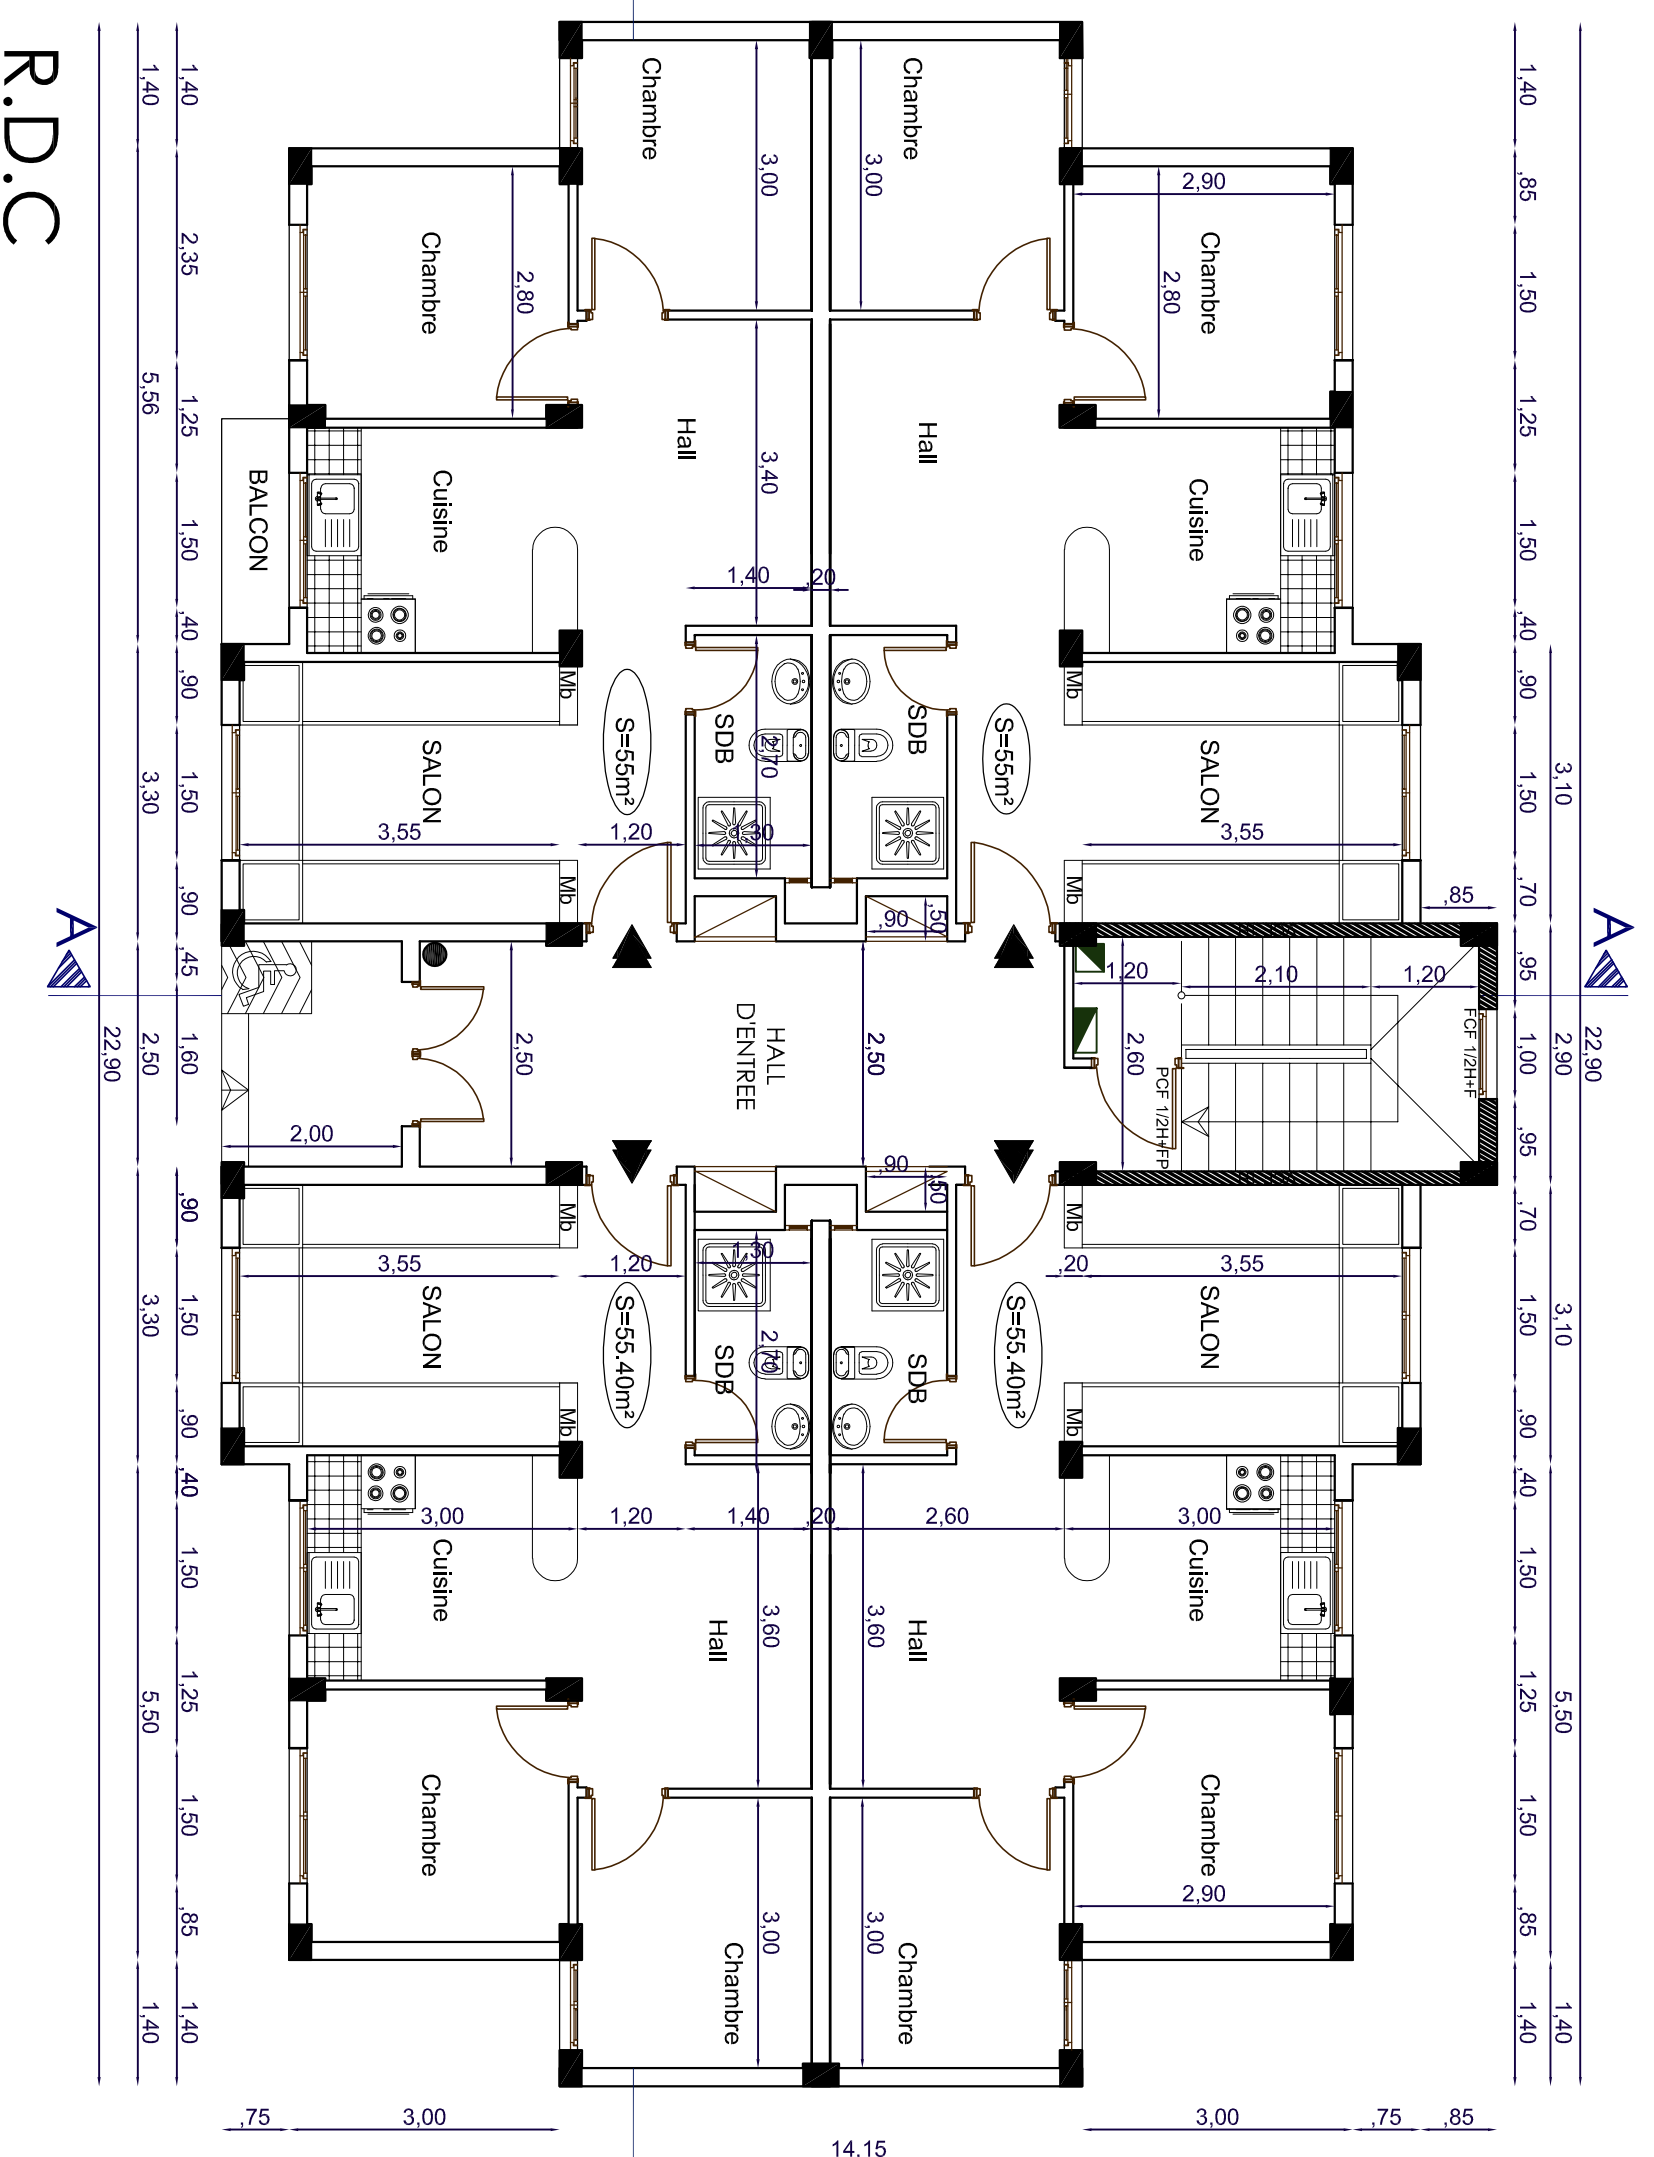 R.D.C
1,40
5,56
3,30
2,50
22,90
3,30
5,50
1,40
1,40
2,35
1,25
1,50
,40
,90
1,50
,90
,45
1,60
,90
1,50
,90
,40
1,50
1,25
1,50
,85
1,40
A
A
Chambre
3,00
Chambre
3,00
Chambre
2,80
2,90
Chambre
2,80
Hall
3,40
Hall
Cuisine
Cuisine
BALCON
1,40
,20
Mb
Mb
SDB
SDB
2,70
S=55m²
S=55m²
SALON
SALON
3,55
1,20
1,30
3,55
Mb
Mb
,90
,50
,85
1,20
2,10
1,20
FCF 1/2H+F
PCF 1/2H+FP
2,60
2,50
2,50
HALL
D'ENTREE
2,00
,90
,50
Mb
Mb
3,55
1,20
1,30
,20
3,55
SALON
SALON
S=55.40m²
S=55.40m²
SDB
SDB
2,70
Mb
Mb
3,00
1,20
1,40
,20
2,60
3,00
Cuisine
Cuisine
Hall
3,60
3,60
Hall
Chambre
Chambre
2,90
3,00
3,00
Chambre
Chambre
1,40
,85
1,50
1,25
1,50
,40
,90
1,50
,70
,95
1,00
,95
,70
1,50
,90
,40
1,50
1,25
1,50
,85
1,40
3,10
2,90
3,10
5,50
1,40
22,90
,75
3,00
3,00
,75
,85
14.15